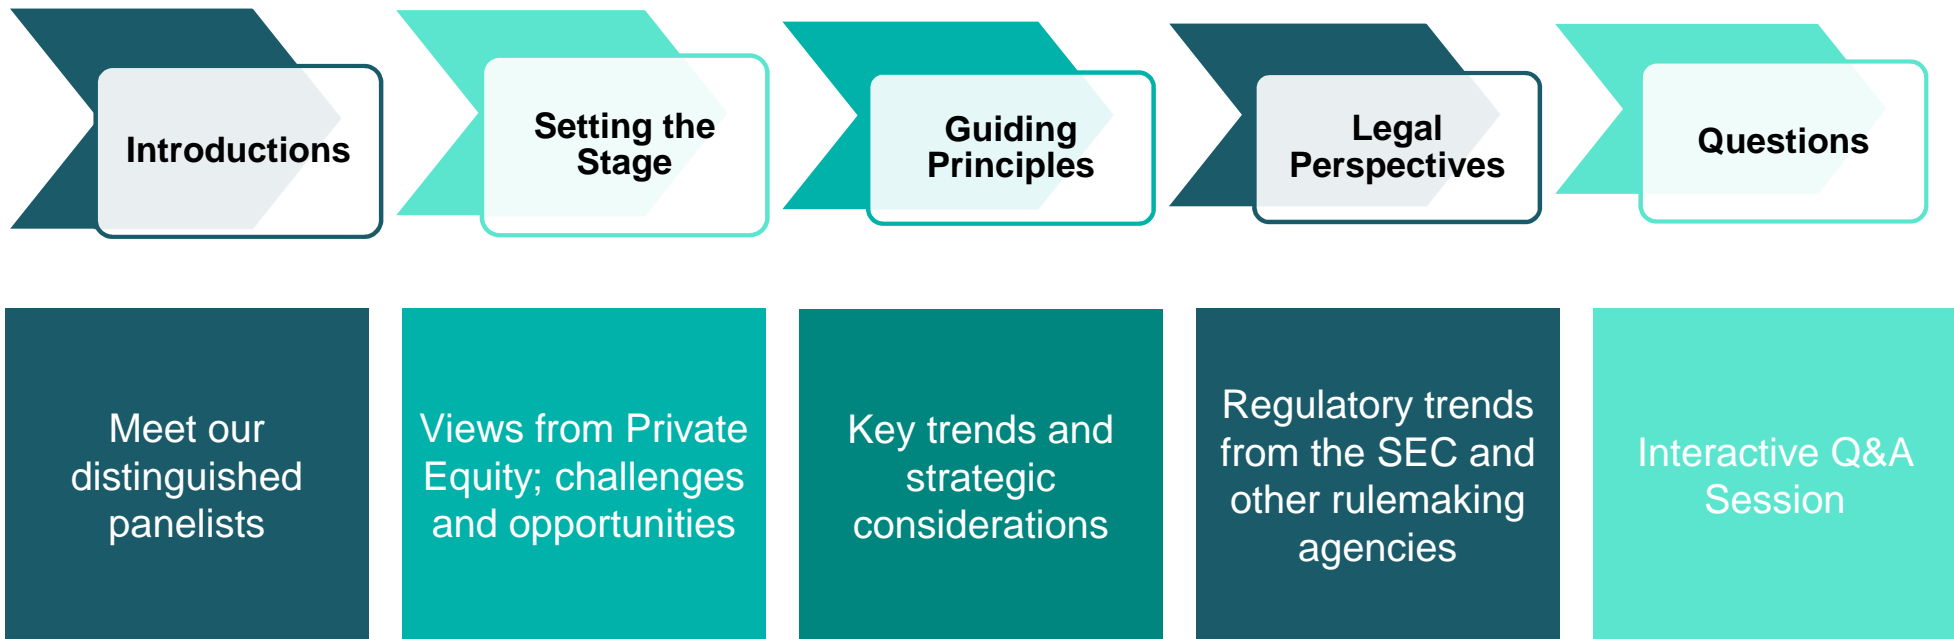 Introductions
Setting the
Stage
Guiding
Principles
Legal
Perspectives
Questions
Meet our
distinguished
panelists
Views from Private
Equity; challenges
and opportunities
Key trends and
strategic
considerations
Regulatory trends
from the SEC and
other rulemaking
agencies
Interactive Q&A
Session